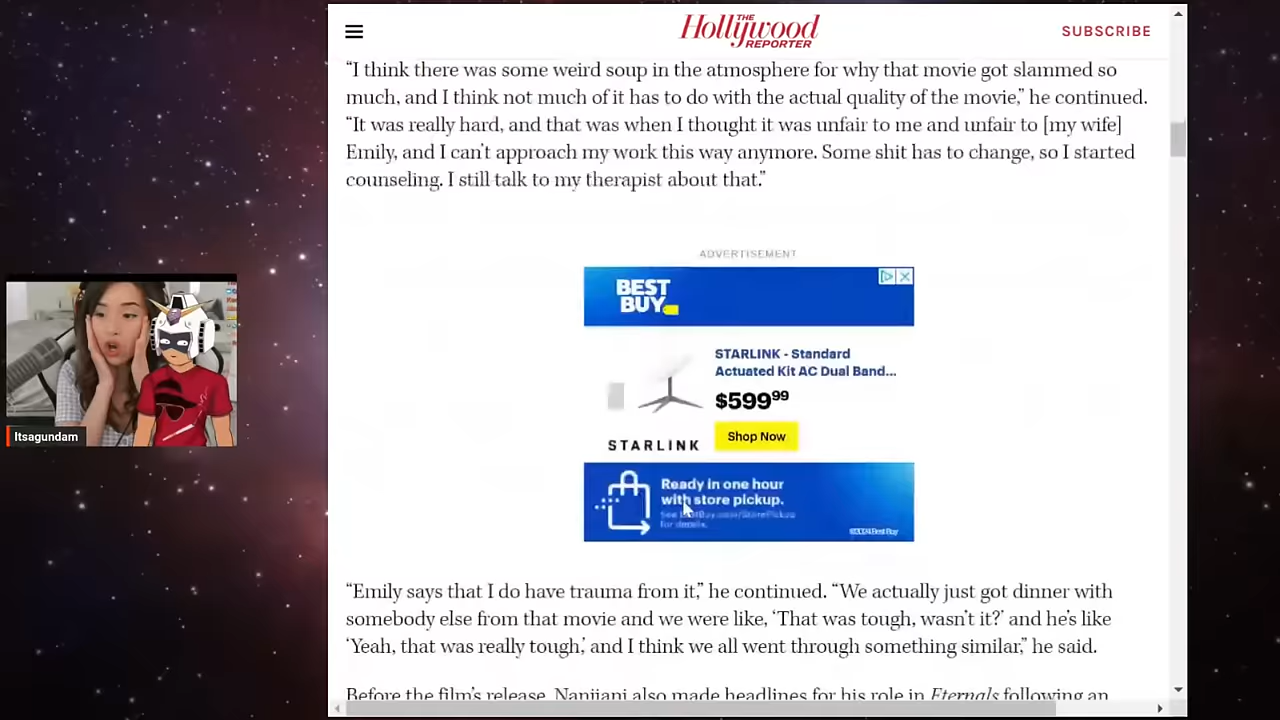 THE
Hollywood
REPORTER
SUBSCRIBE
“I think there was some weird soup in the atmosphere for why that movie got slammed so
much, and I think not much of it has to do with the actual quality of the movie,” he continued.
“It was really hard, and that was when I thought it was unfair to me and unfair to [my wife]
Emily, and I can’t approach my work this way anymore. Some shit has to change, so I started
counseling. I still talk to my therapist about that.”
ADVERTISEMENT
BEST
BUY
STARLINK - Standard
Actuated Kit AC Dual Band...
$599⁹⁹
Shop Now
STARLINK
Ready in one hour
with store pickup.
for details.
©2024 Best Buy
Itsagundam
“Emily says that I do have trauma from it,” he continued. “We actually just got dinner with
somebody else from that movie and we were like, ‘That was tough, wasn’t it?’ and he’s like
‘Yeah, that was really tough,’ and I think we all went through something similar,” he said.
Before the film’s release, Nanjiani also made headlines for his role in Eternals following an